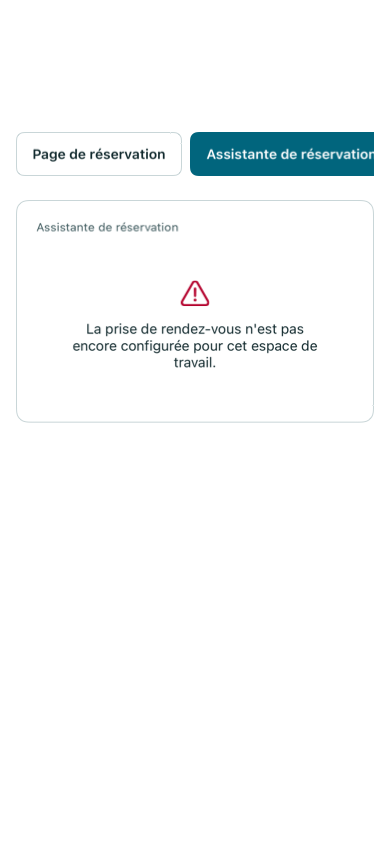 Page de réservation
Assistante de réservation
Assistante de réservation
La prise de rendez-vous n'est pas
encore configurée pour cet espace de
travail.